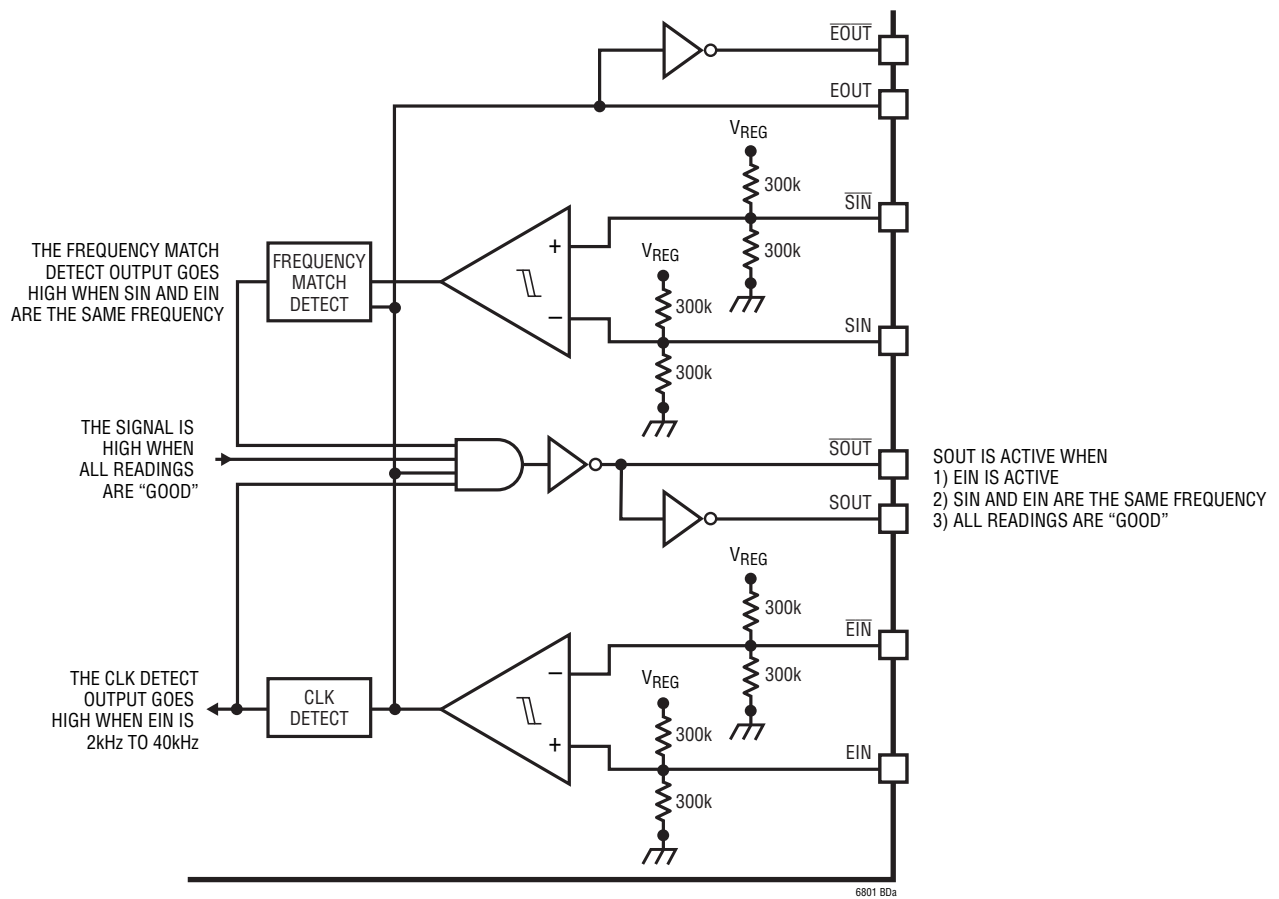 EOUT
EOUT
VREG
300k
SIN
300k
VREG
300k
SIN
300k
THE FREQUENCY MATCH
DETECT OUTPUT GOES
HIGH WHEN SIN AND EIN
ARE THE SAME FREQUENCY
FREQUENCY
MATCH
DETECT
+
–
THE SIGNAL IS
HIGH WHEN
ALL READINGS
ARE “GOOD”
SOUT
SOUT
SOUT IS ACTIVE WHEN
1) EIN IS ACTIVE
2) SIN AND EIN ARE THE SAME FREQUENCY
3) ALL READINGS ARE “GOOD”
VREG
300k
EIN
300k
VREG
300k
EIN
300k
THE CLK DETECT
OUTPUT GOES
HIGH WHEN EIN IS
2kHz TO 40kHz
CLK
DETECT
–
+
6801 BDa